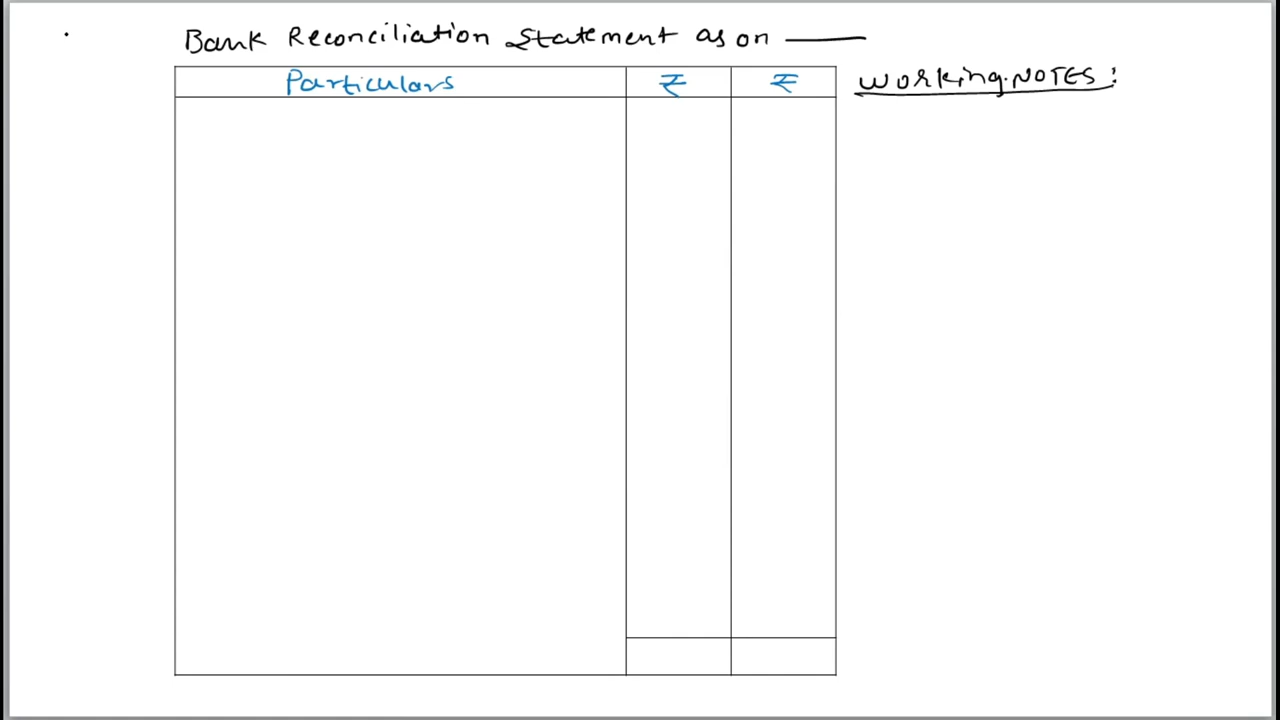 Bank Reconciliation Statement as on ———
Particulars ₹ ₹
Working.NOTES: